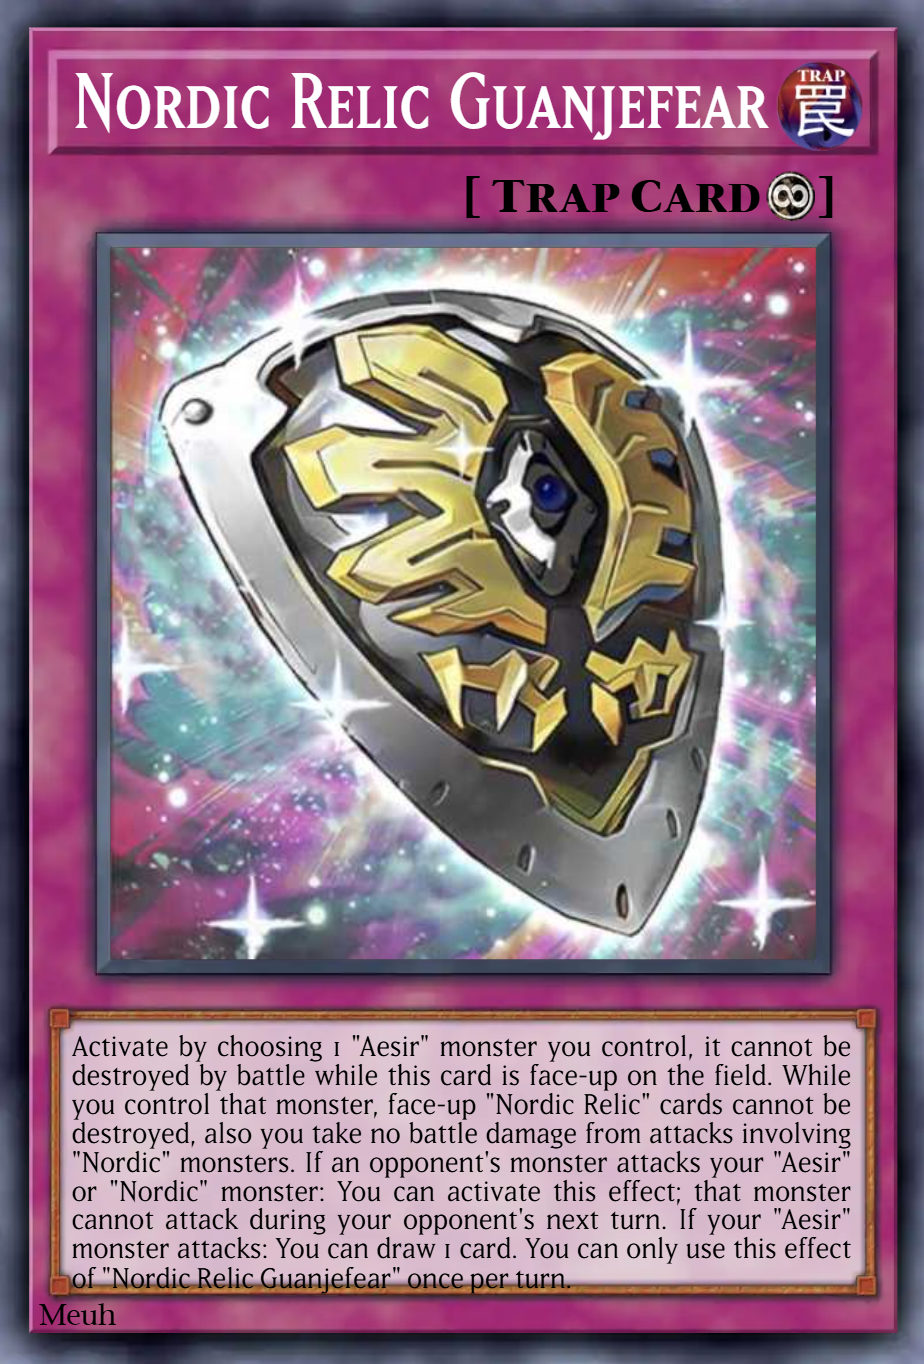 Nordic Relic Guanjefear
TRAP
罠
[ Trap Card ]
Activate by choosing 1 "Aesir" monster you control, it cannot be
destroyed by battle while this card is face-up on the field. While
you control that monster, face-up "Nordic Relic" cards cannot be
destroyed, also you take no battle damage from attacks involving
"Nordic" monsters. If an opponent's monster attacks your "Aesir"
or "Nordic" monster: You can activate this effect; that monster
cannot attack during your opponent's next turn. If your "Aesir"
monster attacks: You can draw 1 card. You can only use this effect
of "Nordic Relic Guanjefear" once per turn.
Meuh